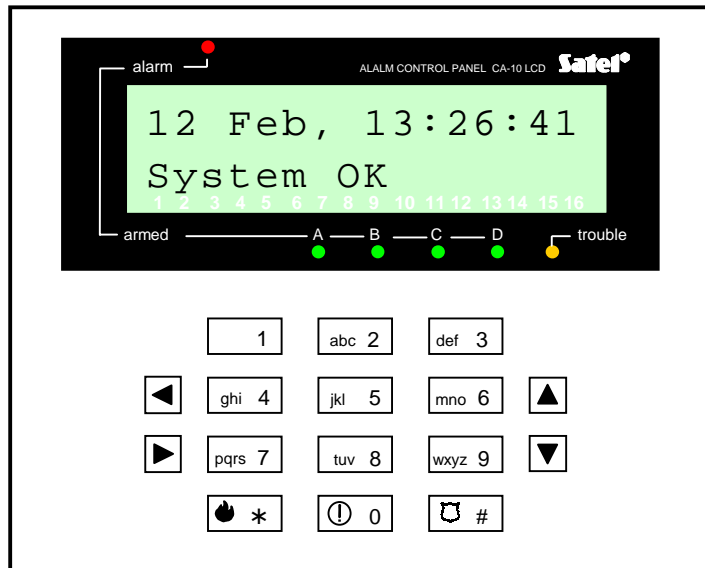 alarm
ALALM CONTROL PANEL CA-10 LCD Satel®
12 Feb, 13:26:41
System OK
1 2 3 4 5 6 7 8 9 10 11 12 13 14 15 16
armed A B C D trouble
1 abc 2 def 3
ghi 4 jkl 5 mno 6
pqrs 7 tuv 8 wxyz 9
* 0 #